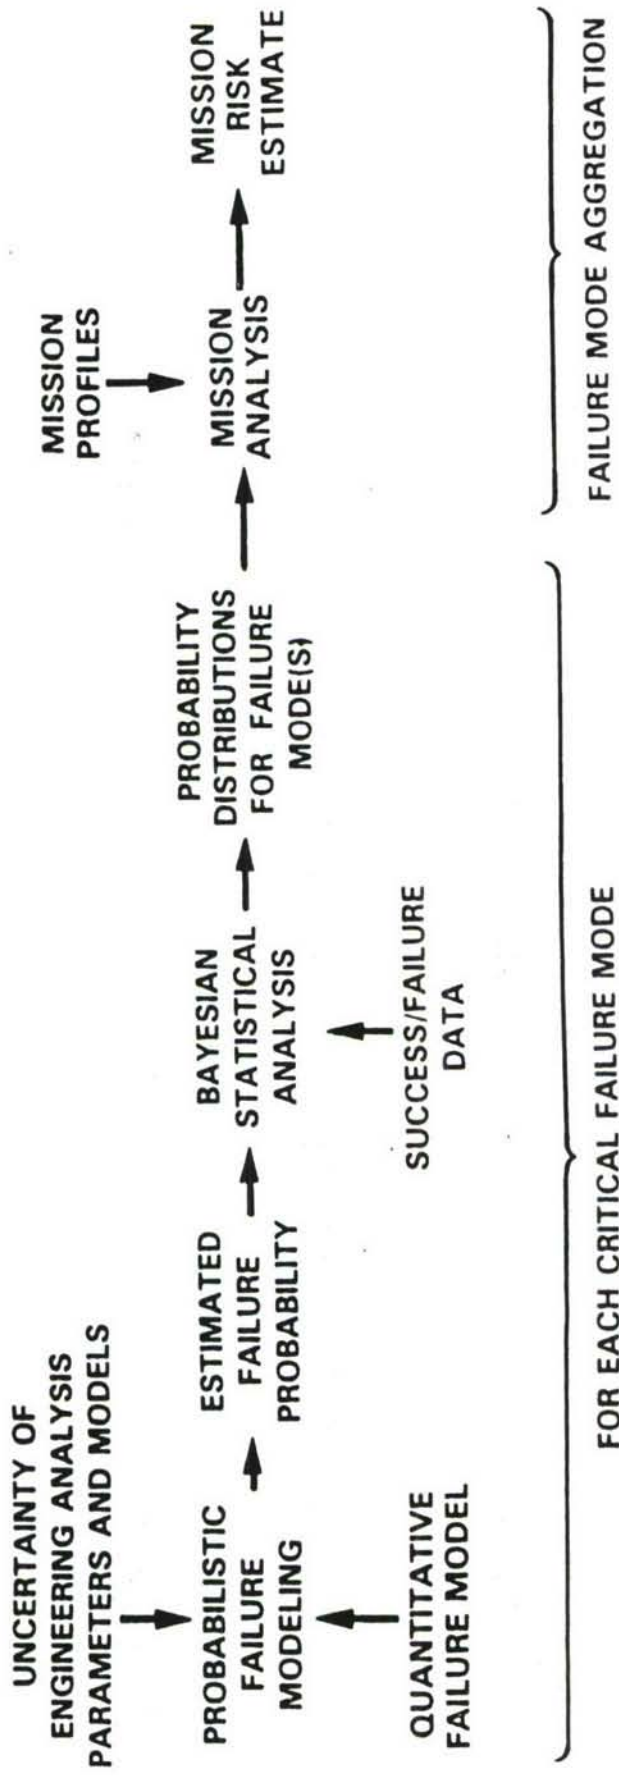 UNCERTAINTY OF
ENGINEERING ANALYSIS
PARAMETERS AND MODELS
PROBABILISTIC
FAILURE
MODELING
QUANTITATIVE
FAILURE MODEL
ESTIMATED
FAILURE
PROBABILITY
BAYESIAN
STATISTICAL
ANALYSIS
SUCCESS/FAILURE
DATA
PROBABILITY
DISTRIBUTIONS
FOR FAILURE
MODE(S)
MISSION
PROFILES
MISSION
ANALYSIS
MISSION
RISK
ESTIMATE
FOR EACH CRITICAL FAILURE MODE
FAILURE MODE AGGREGATION